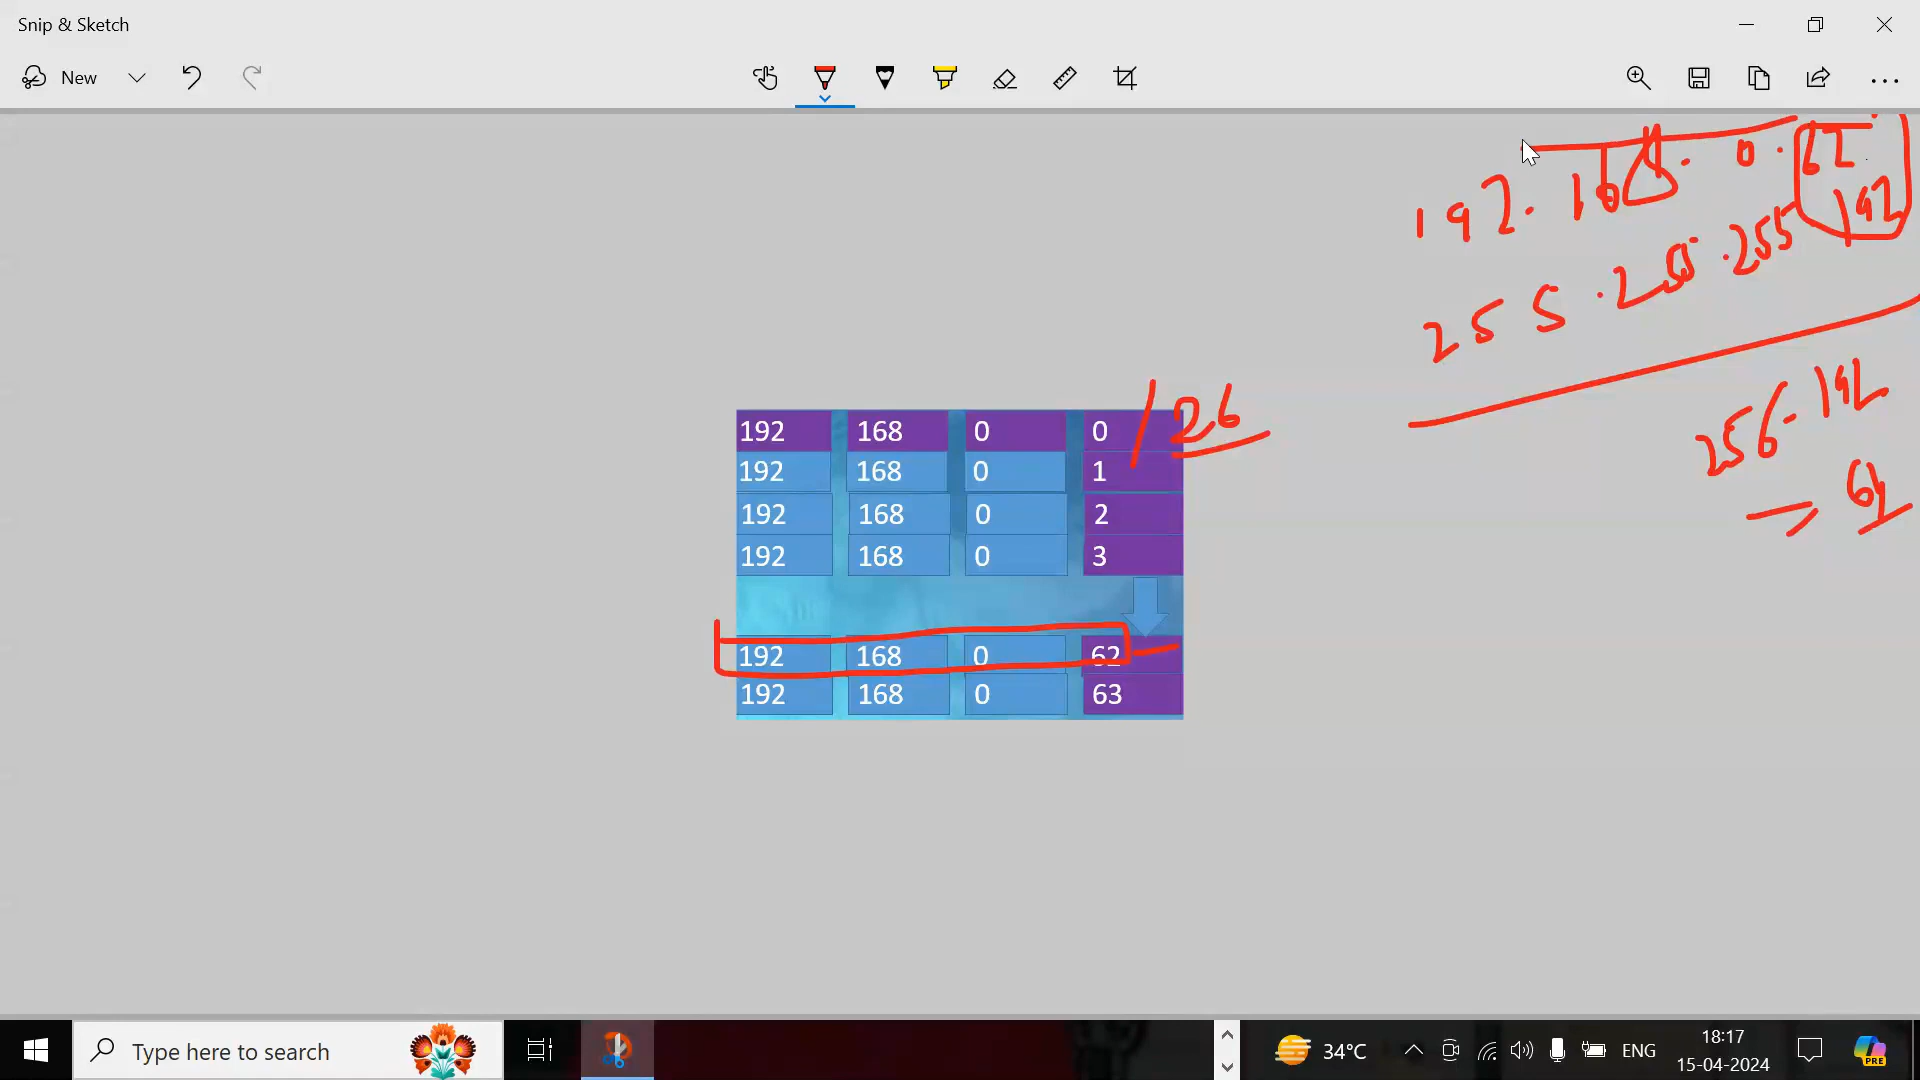 Snip & Sketch
New
192.168.0.62
255.255.255.192
256-192
= 64
/26
192 168 0 0
192 168 0 1
192 168 0 2
192 168 0 3
192 168 0 62
192 168 0 63
Type here to search
34°C
ENG
18:17
15-04-2024
PRE